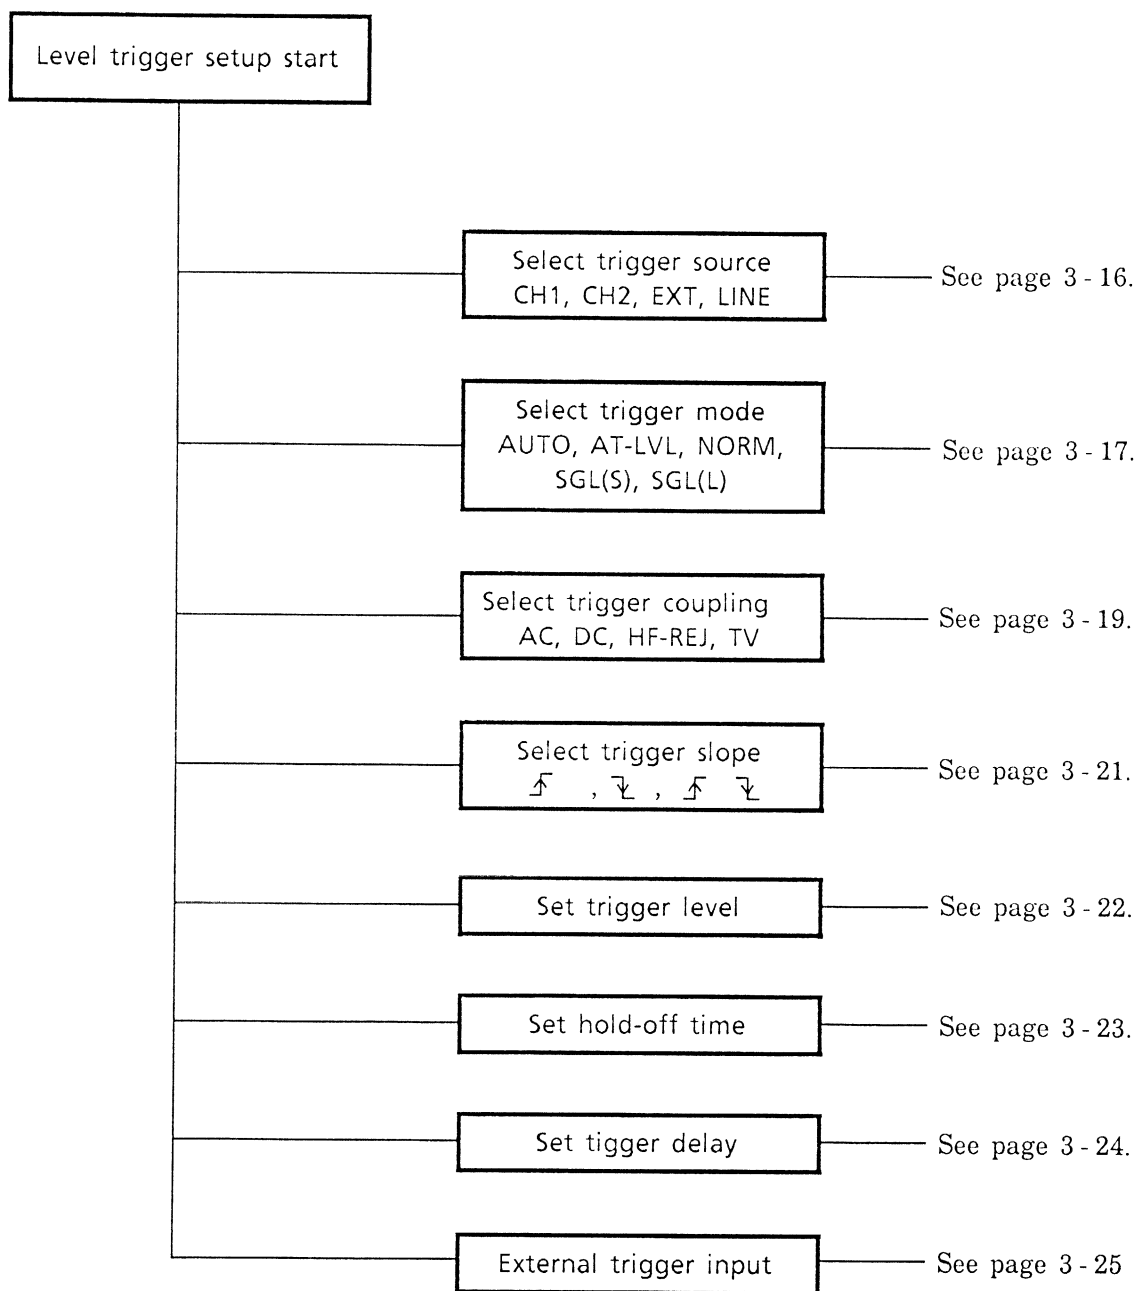 Level trigger setup start
Select trigger source
CH1, CH2, EXT, LINE
See page 3 - 16.
Select trigger mode
AUTO, AT-LVL, NORM,
SGL(S), SGL(L)
See page 3 - 17.
Select trigger coupling
AC, DC, HF-REJ, TV
See page 3 - 19.
Select trigger slope
, ,
See page 3 - 21.
Set trigger level
See page 3 - 22.
Set hold-off time
See page 3 - 23.
Set tigger delay
See page 3 - 24.
External trigger input
See page 3 - 25